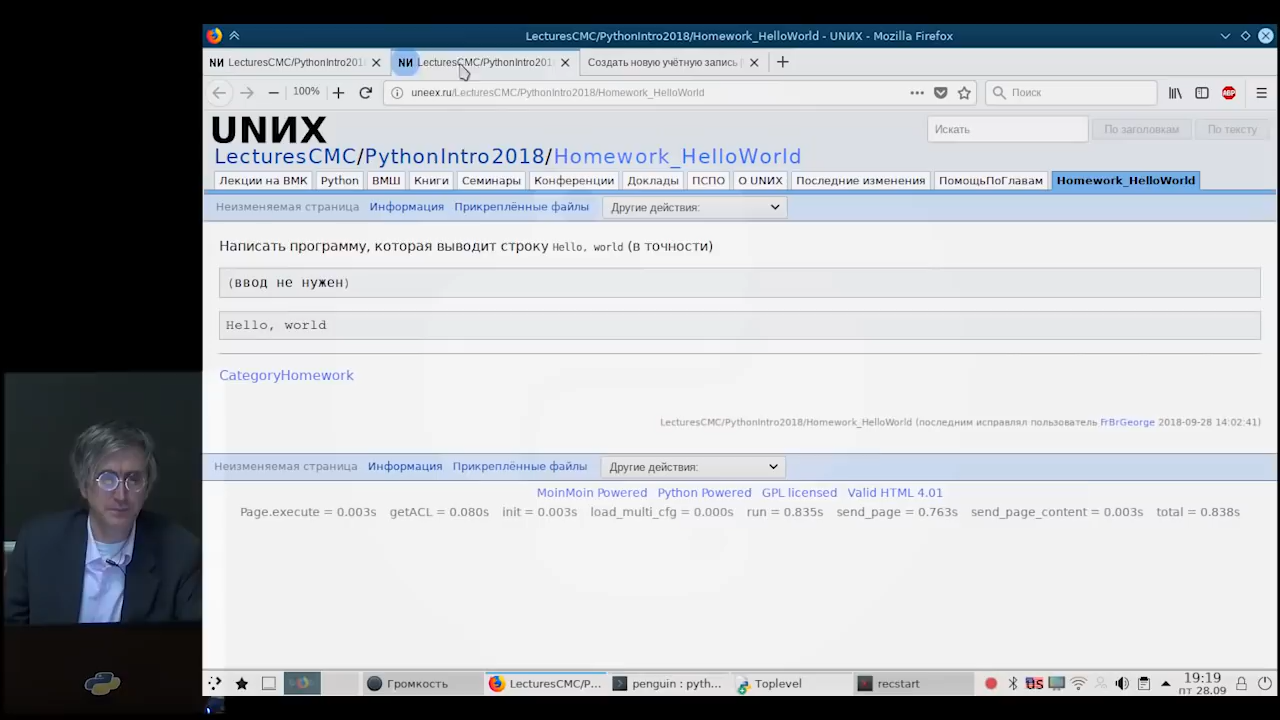 LecturesCMC/PythonIntro2018/Homework_HelloWorld - UNИX - Mozilla Firefox
NИ LecturesCMC/PythonIntro201
NИ LecturesCMC/PythonIntro201
Создать новую учётную запись
100%
uneex.ru/LecturesCMC/PythonIntro2018/Homework_HelloWorld
Поиск
ABP
UNИX
Искать
По заголовкам
По тексту
LecturesCMC/PythonIntro2018/Homework_HelloWorld
Лекции на ВМК
Python
ВМШ
Книги
Семинары
Конференции
Доклады
ПСПО
О UNИX
Последние изменения
ПомощьПоГлавам
Homework_HelloWorld
Неизменяемая страница
Информация
Прикреплённые файлы
Другие действия:
Написать программу, которая выводит строку Hello, world (в точности)
(ввод не нужен)
Hello, world
CategoryHomework
LecturesCMC/PythonIntro2018/Homework_HelloWorld (последним исправлял пользователь FrBrGeorge 2018-09-28 14:02:41)
Неизменяемая страница
Информация
Прикреплённые файлы
Другие действия:
MoinMoin Powered
Python Powered
GPL licensed
Valid HTML 4.01
Page.execute = 0.003s getACL = 0.080s init = 0.003s load_multi_cfg = 0.000s run = 0.835s send_page = 0.763s send_page_content = 0.003s total = 0.838s
Громкость
LecturesCMC/P...
penguin : pyth...
Toplevel
recstart
US
19:19
пт 28.09